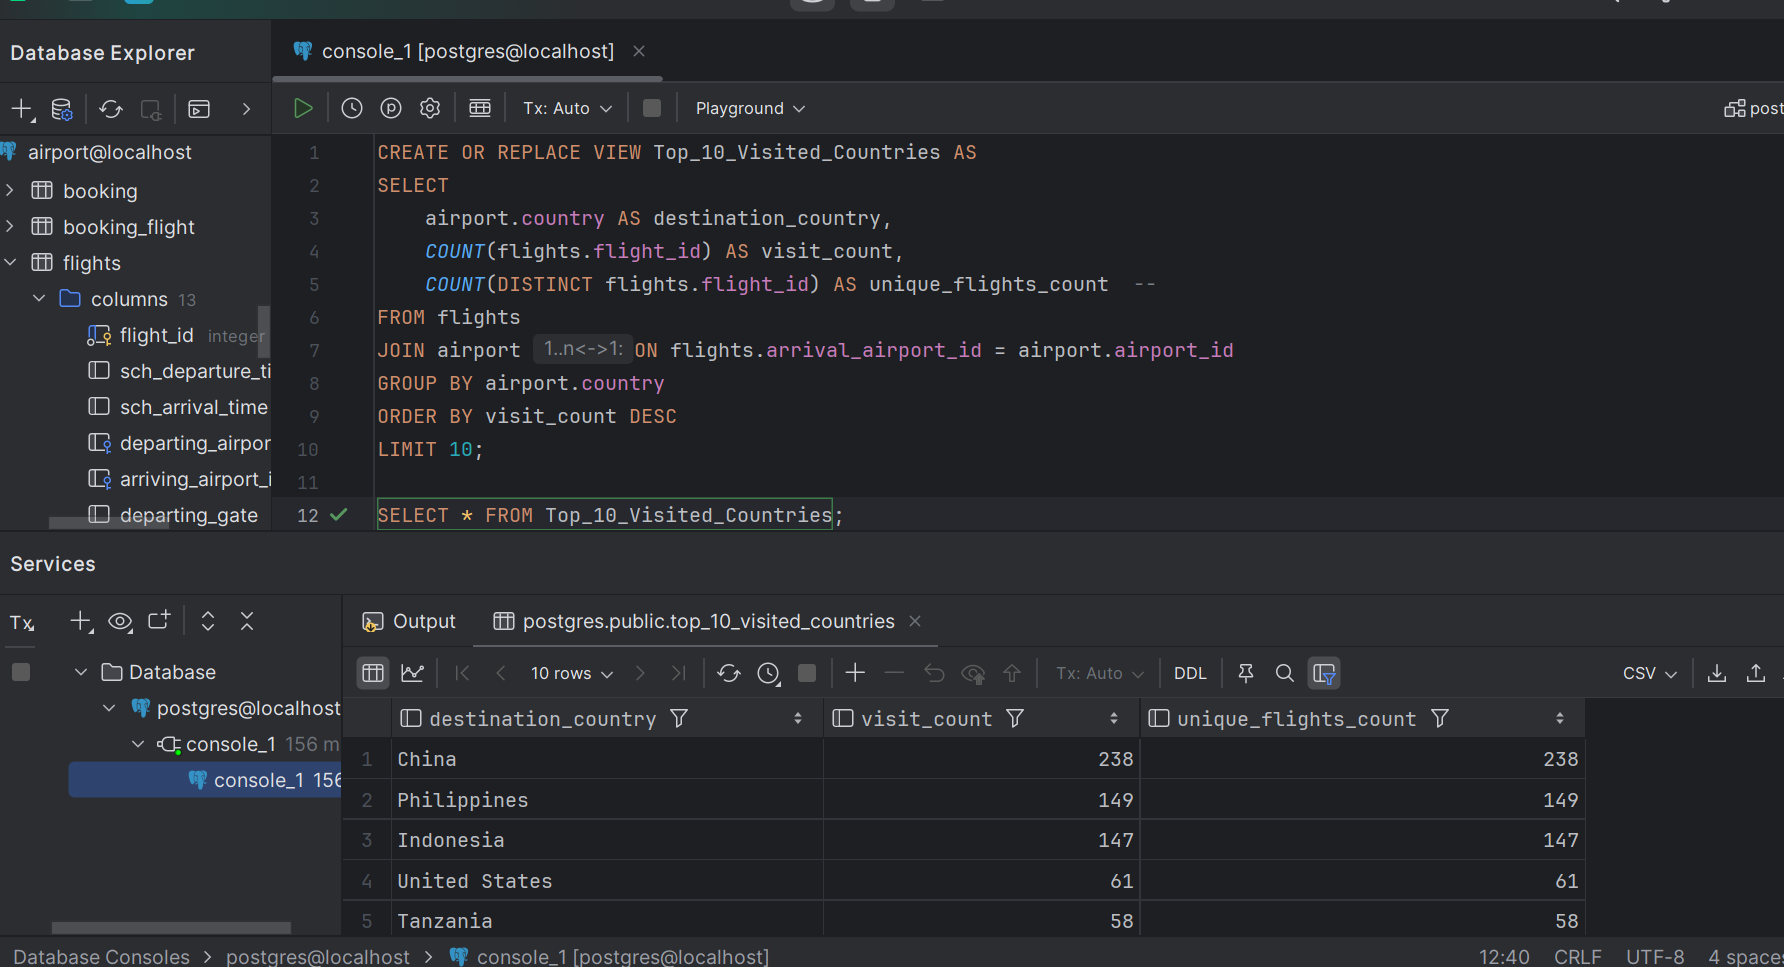 Database Explorer
console_1 [postgres@localhost]
Tx: Auto
Playground
airport@localhost
booking
booking_flight
flights
columns 13
flight_id integer
sch_departure_ti
sch_arrival_time
departing_airpor
arriving_airport_i
departing_gate
1 CREATE OR REPLACE VIEW Top_10_Visited_Countries AS
2 SELECT
3 airport.country AS destination_country,
4 COUNT(flights.flight_id) AS visit_count,
5 COUNT(DISTINCT flights.flight_id) AS unique_flights_count --
6 FROM flights
7 JOIN airport 1..n<->1: ON flights.arrival_airport_id = airport.airport_id
8 GROUP BY airport.country
9 ORDER BY visit_count DESC
10 LIMIT 10;
11
12 SELECT * FROM Top_10_Visited_Countries;
Services
Tx
Database
postgres@localhost
console_1 156 m
console_1 156
Output
postgres.public.top_10_visited_countries
10 rows
Tx: Auto
DDL
CSV
destination_country visit_count unique_flights_count
1 China 238 238
2 Philippines 149 149
3 Indonesia 147 147
4 United States 61 61
5 Tanzania 58 58
Database Consoles > postgres@localhost > console_1 [postgres@localhost]
12:40 CRLF UTF-8 4 spaces